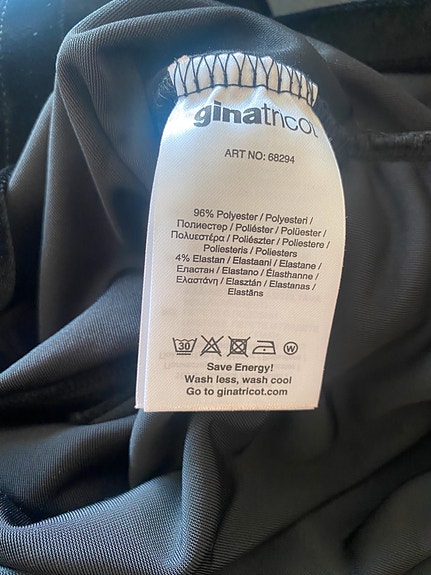 ginatricot
ART NO: 68294
96% Polyester / Polyesteri /
Полиестер / Poliéster / Polüester /
Πολυεστέρα / Poliészter / Poliestere /
Poliesteris / Poliesters
4% Elastan / Elastaani / Elastane /
Еластан / Elastano / Élasthanne /
Ελαστάνη / Elasztán / Elastanas /
Elastāns
30 W
Save Energy!
Wash less, wash cool
Go to ginatricot.com